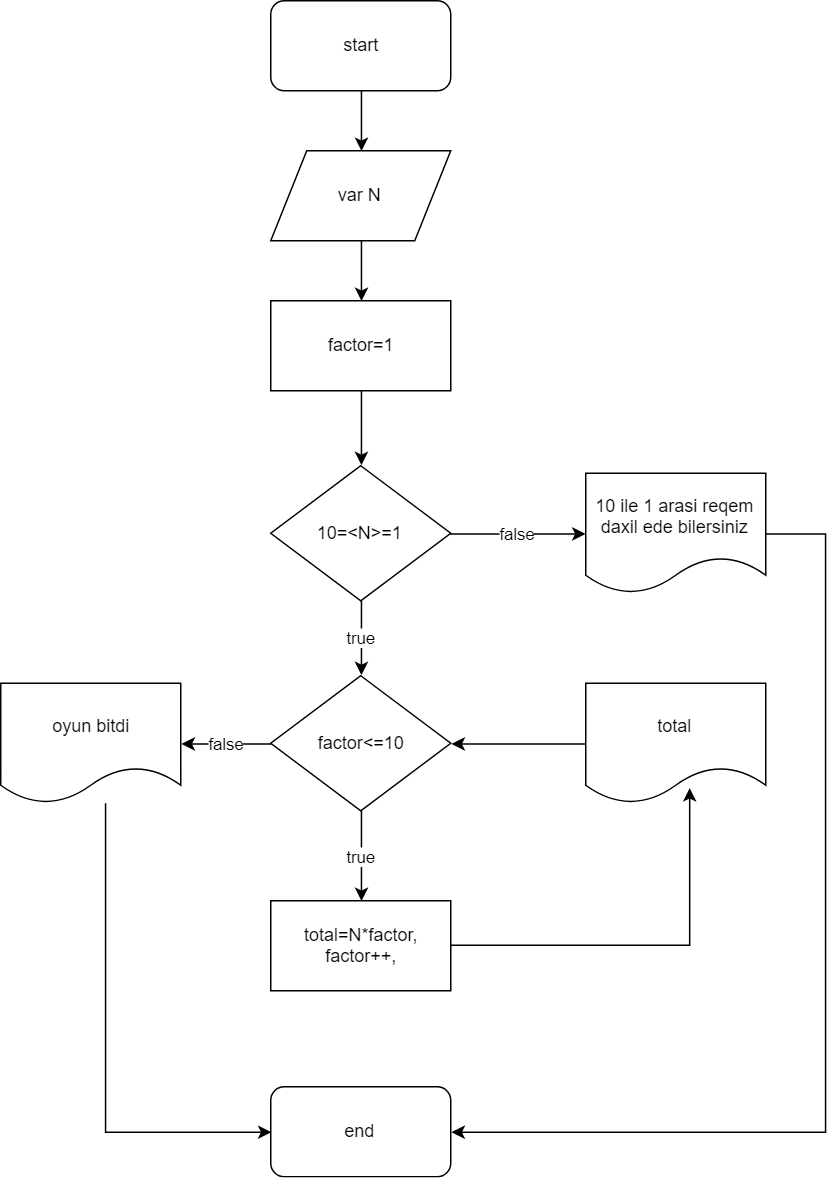 start
var N
factor=1
10=<N>=1
false
10 ile 1 arasi reqem
daxil ede bilersiniz
true
oyun bitdi
false
factor<=10
total
true
total=N*factor,
factor++,
end